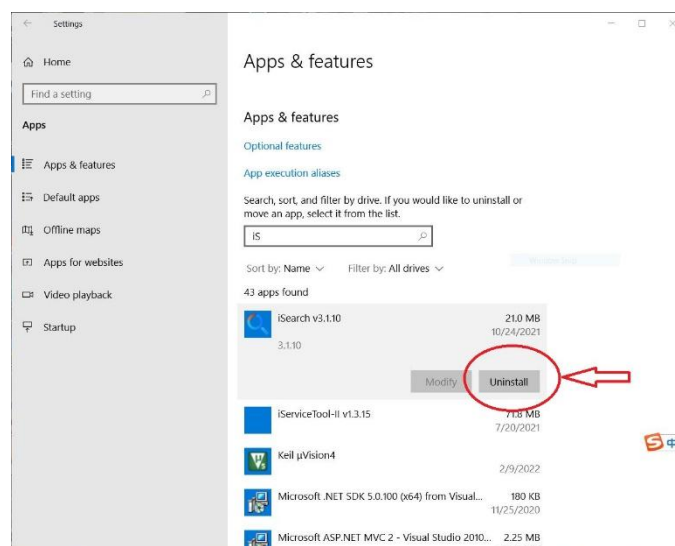 Settings
Home
Find a setting
Apps
Apps & features
Default apps
Offline maps
Apps for websites
Video playback
Startup
Apps & features
Apps & features
Optional features
App execution aliases
Search, sort, and filter by drive. If you would like to uninstall or
move an app, select it from the list.
iS
Sort by: Name Filter by: All drives
43 apps found
iSearch v3.1.10 21.0 MB
10/24/2021
3.1.10
Modify Uninstall
iServiceTool-II v1.3.15 71.8 MB
7/20/2021
Keil µVision4
2/9/2022
Microsoft .NET SDK 5.0.100 (x64) from Visual... 180 KB
11/25/2020
Microsoft ASP.NET MVC 2 - Visual Studio 2010... 2.25 MB
S 中